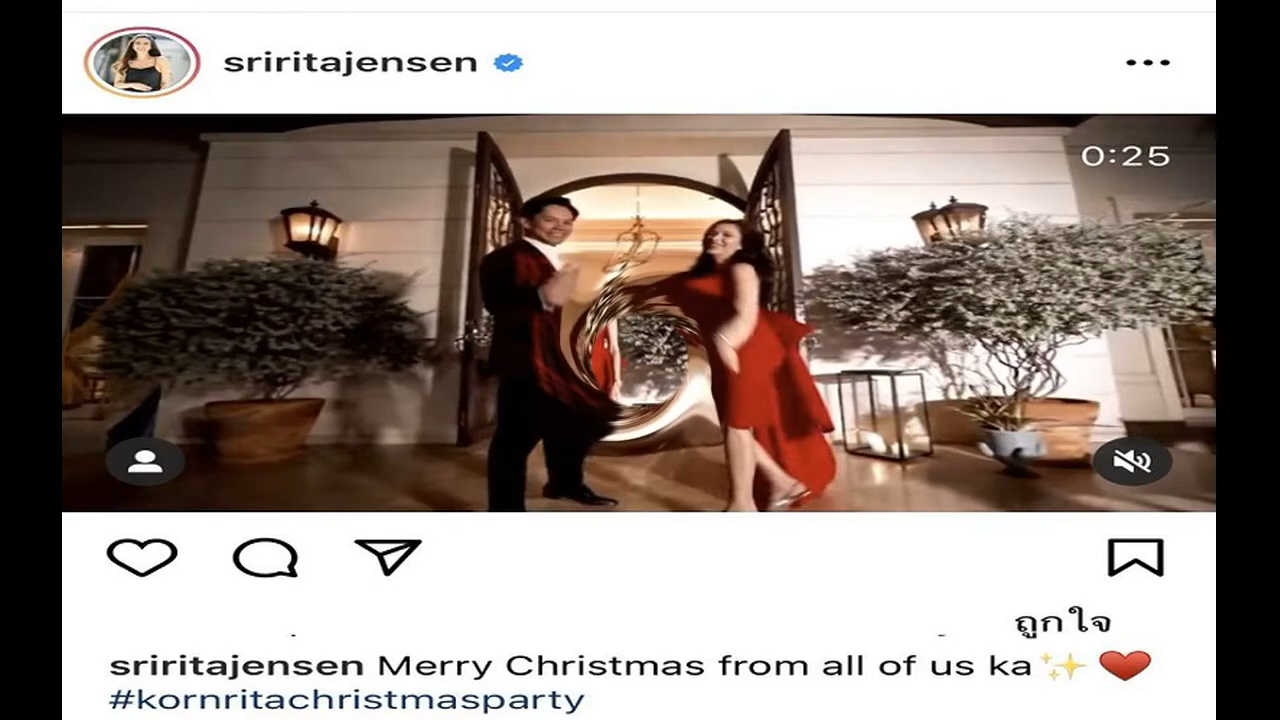 sriritajensen
0:25
ถูกใจ
sriritajensen Merry Christmas from all of us ka✨ ❤️
#kornritachristmasparty